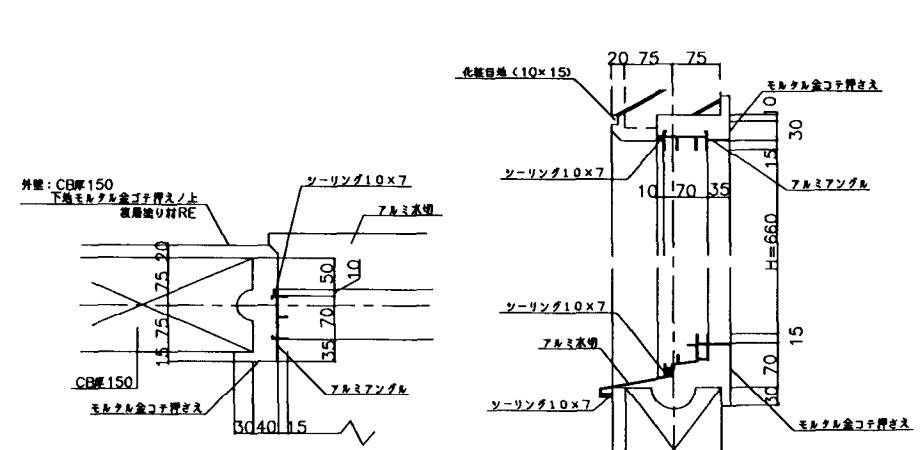 外壁：CB厚150
下地モルタル金ゴテ押え／上
複層塗り材RE
シーリング10×7
アルミ水切
20
75
75
15
50
10
70
35
CB厚150
モルタル金コテ押さえ
アルミアングル
30 40 15
20 75 75
化粧目地（10×15）
モルタル金コテ押さえ
10
30
15
シーリング10×7
10 70 35
アルミアングル
H=660
シーリング10×7
アルミ水切
15
70
30
シーリング10×7
モルタル金コテ押さえ